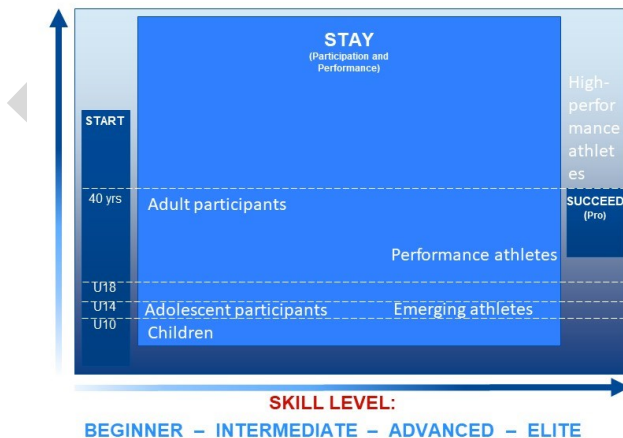 STAY
(Participation and
Performance)
High-
perfor
mance
athlet
es
START
40 yrs
Adult participants
SUCCEED
(Pro)
Performance athletes
U18
U14
Adolescent participants
Emerging athletes
U10
Children
SKILL LEVEL:
BEGINNER – INTERMEDIATE – ADVANCED – ELITE